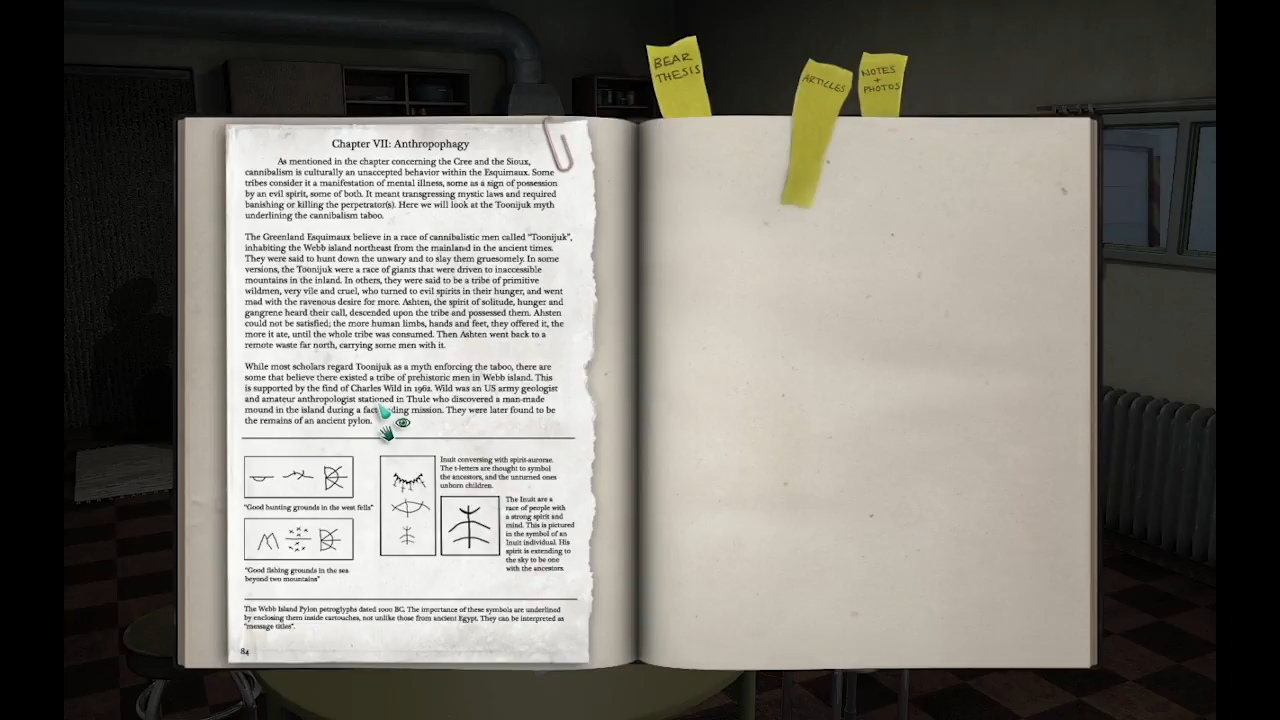 BEAR
THESIS
ARTICLES
NOTES
+
PHOTOS
Chapter VII: Anthropophagy
As mentioned in the chapter concerning the Cree and the Sioux,
cannibalism is culturally an unaccepted behavior within the Esquimaux. Some
tribes consider it a manifestation of mental illness, some as a sign of possession
by an evil spirit, some of both. It meant transgressing mystic laws and required
banishing or killing the perpetrator(s). Here we will look at the Toonijuk myth
underlining the cannibalism taboo.
The Greenland Esquimaux believe in a race of cannibalistic men called "Toonijuk",
inhabiting the Webb island northeast from the mainland in the ancient times.
They were said to hunt down the unwary and to slay them gruesomely. In some
versions, the Toonijuk were a race of giants that were driven to inaccessible
mountains in the inland. In others, they were said to be a tribe of primitive
wildmen, very vile and cruel, who turned to evil spirits in their hunger, and went
mad with the ravenous desire for more. Ashten, the spirit of solitude, hunger and
gangrene heard their call, descended upon the tribe and possessed them. Ahsten
could not be satisfied; the more human limbs, hands and feet, they offered it, the
more it ate, until the whole tribe was consumed. Then Ashten went back to a
remote waste far north, carrying some men with it.
While most scholars regard Toonijuk as a myth enforcing the taboo, there are
some that believe there existed a tribe of prehistoric men in Webb island. This
is supported by the find of Charles Wild in 1962. Wild was an US army geologist
and amateur anthropologist stationed in Thule who discovered a man-made
mound in the island during a fact ding mission. They were later found to be
the remains of an ancient pylon.
"Good hunting grounds in the west fells"
"Good fishing grounds in the sea
beyond two mountains"
Inuit conversing with spirit-aurorae.
The t-letters are thought to symbol
the ancestors, and the unturned ones
unborn children.
The Inuit are a
race of people with
a strong spirit and
mind. This is pictured
in the symbol of an
Inuit individual. His
spirit is extending to
the sky to be one
with the ancestors
The Webb Island Pylon petroglyphs dated 1000 BC. The importance of these symbols are underlined
by enclosing them inside cartouches, not unlike those from ancient Egypt. They can be interpreted as
"message titles".
84